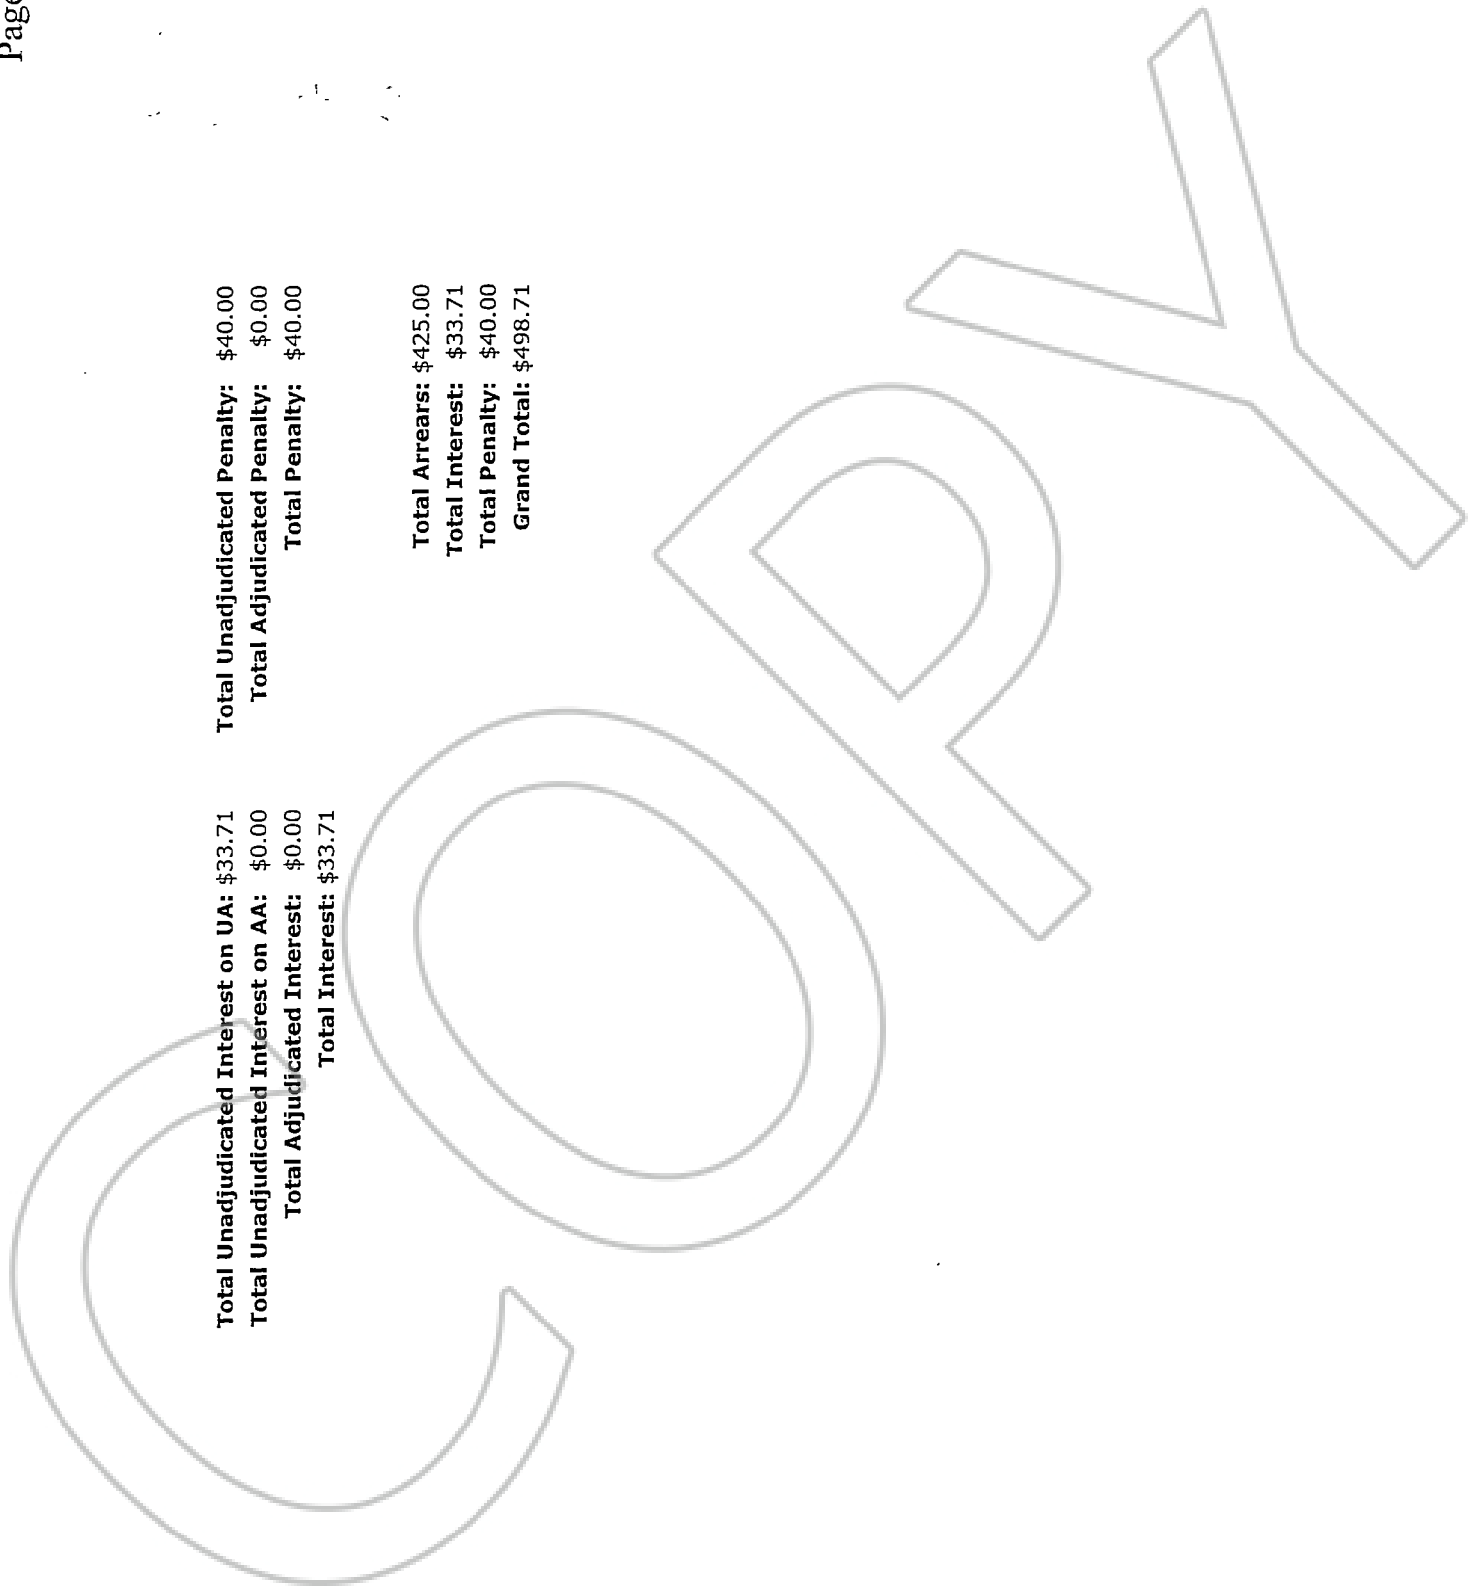 Page
Total Unadjudicated Interest on UA: $33.71 Total Unadjudicated Penalty: $40.00
Total Unadjudicated Interest on AA: $0.00 Total Adjudicated Penalty: $0.00
Total Adjudicated Interest: $0.00 Total Penalty: $40.00
Total Interest: $33.71
Total Arrears: $425.00
Total Interest: $33.71
Total Penalty: $40.00
Grand Total: $498.71
COPY